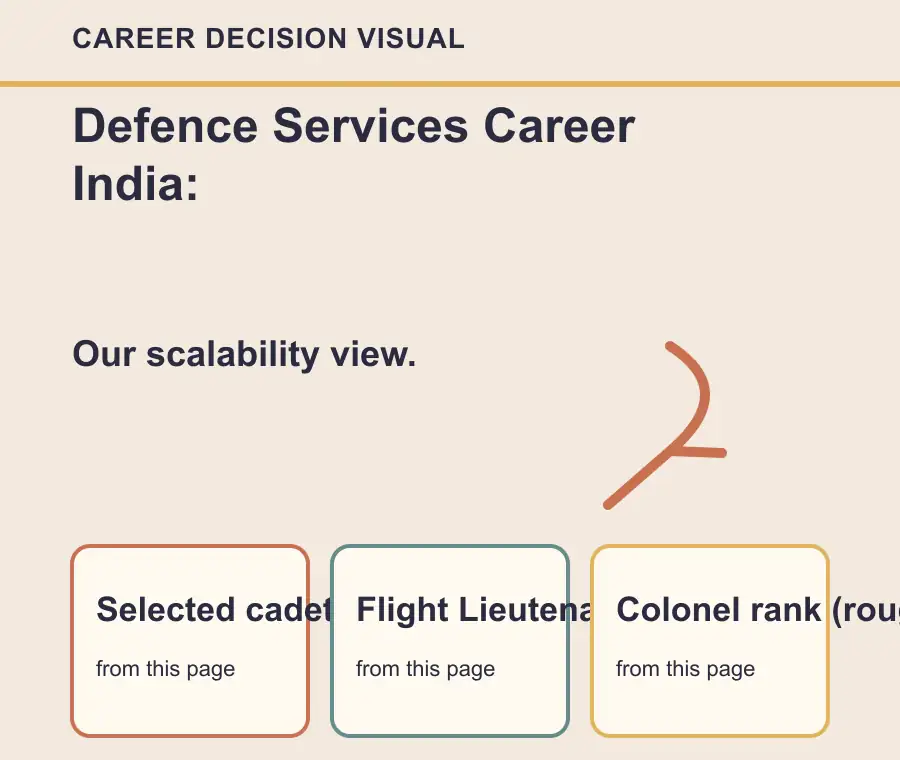 CAREER DECISION VISUAL
Defence Services Career
India:
Our scalability view.
Selected cadet
from this page
Flight Lieutena
from this page
Colonel rank (rou
from this page